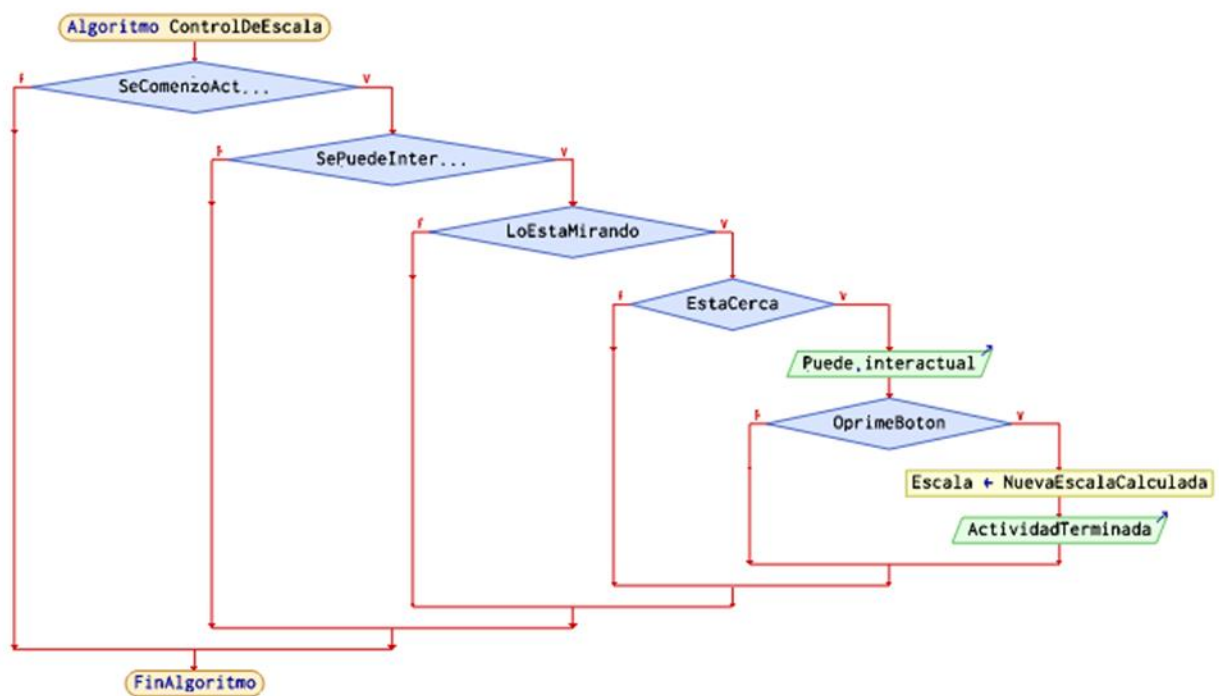 Algoritmo ControlDeEscala
F
SeComenzoAct...
V
F
SePuedeInter...
V
F
LoEstaMirando
V
F
EstaCerca
V
Puede,interactual
F
OprimeBoton
V
Escala ← NuevaEscalaCalculada
ActividadTerminada
FinAlgoritmo